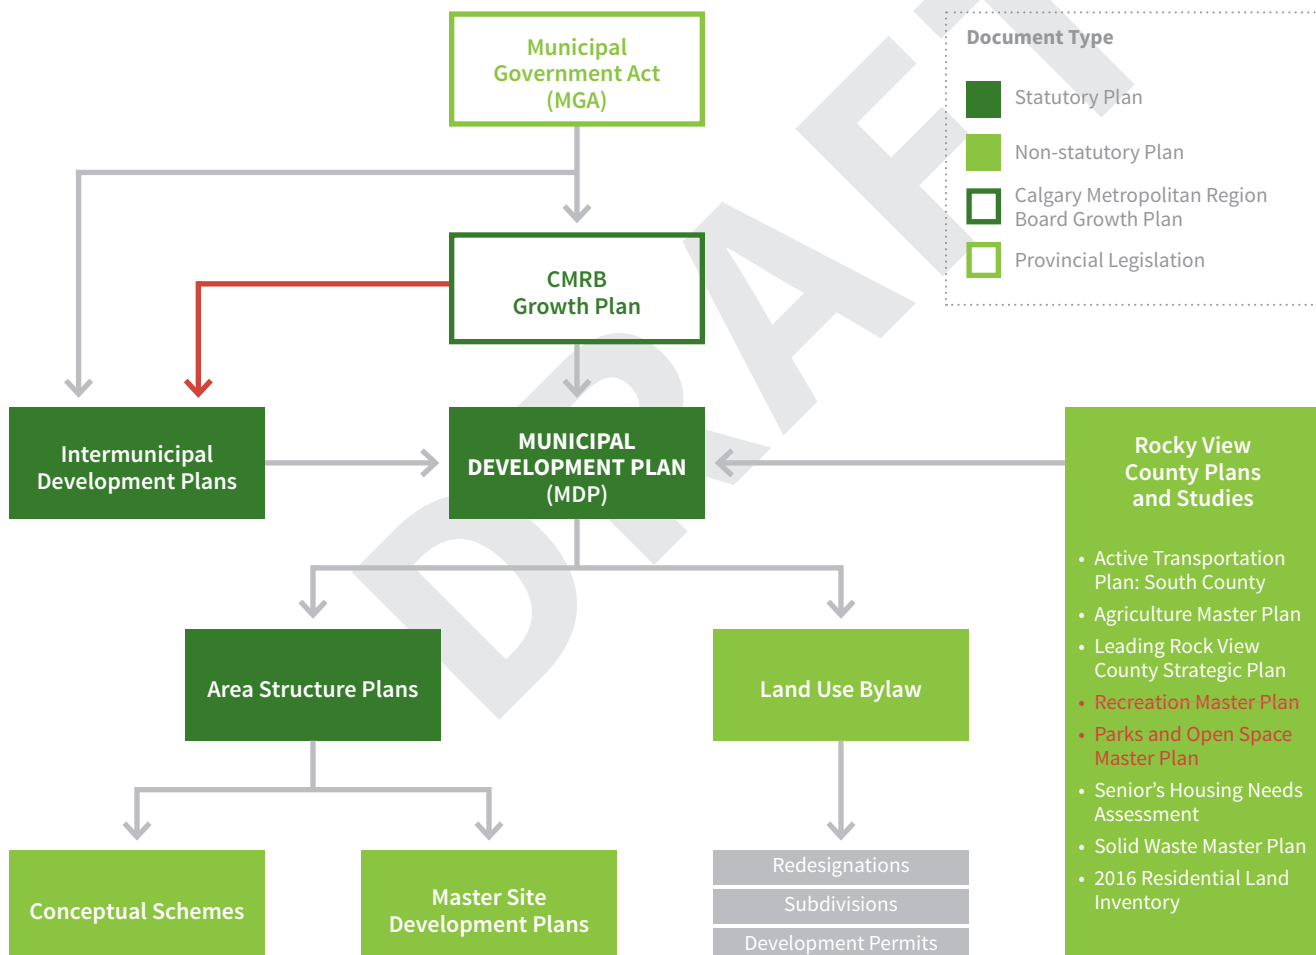 Municipal
Government Act
(MGA)
Document Type
Statutory Plan
Non-statutory Plan
Calgary Metropolitan Region
Board Growth Plan
Provincial Legislation
CMRB
Growth Plan
Intermunicipal
Development Plans
MUNICIPAL
DEVELOPMENT PLAN
(MDP)
Rocky View
County Plans
and Studies
• Active Transportation
Plan: South County
• Agriculture Master Plan
• Leading Rock View
County Strategic Plan
• Recreation Master Plan
• Parks and Open Space
Master Plan
• Senior's Housing Needs
Assessment
• Solid Waste Master Plan
• 2016 Residential Land
Inventory
Area Structure Plans
Land Use Bylaw
Conceptual Schemes
Master Site
Development Plans
Redesignations
Subdivisions
Development Permits
DRAFT